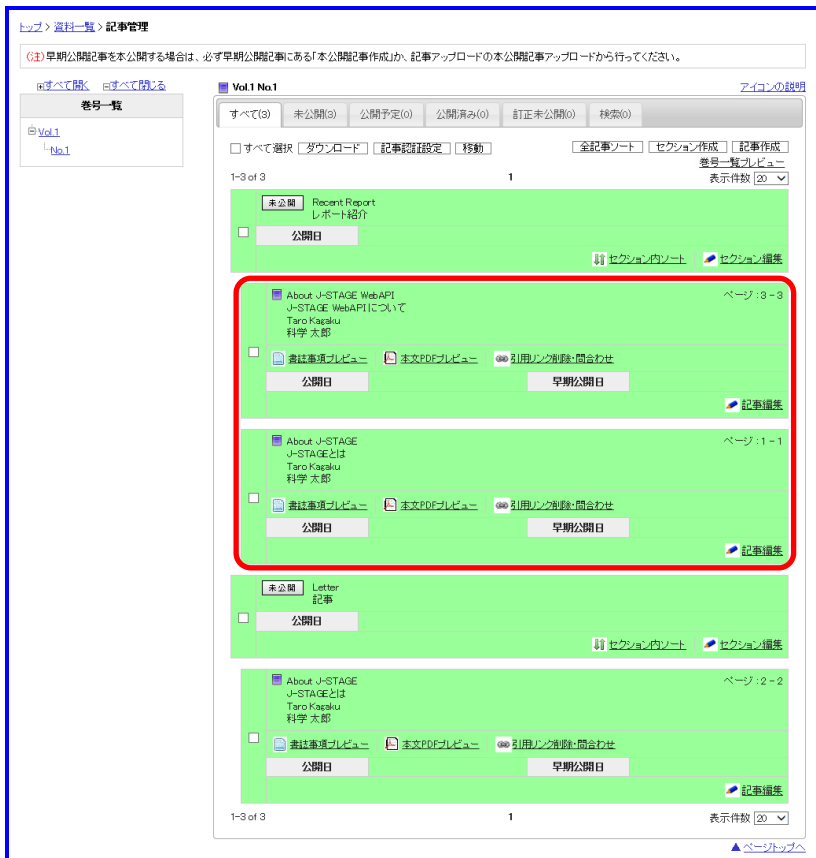 トップ > 資料一覧 > 記事管理
(注)早期公開記事を本公開する場合は、必ず早期公開記事にある「本公開記事作成」か、記事アップロードの本公開記事アップロードから行ってください。
すべて開く すべて閉じる
巻号一覧
Vol.1
No.1
Vol.1 No.1 アイコンの説明
すべて(3) 未公開(3) 公開予定(0) 公開済み(0) 訂正未公開(0) 検索(0)
すべて選択 ダウンロード 記事認証設定 移動 全記事ソート セクション作成 記事作成
巻号一覧プレビュー
1-3 of 3 1 表示件数 20
未公開 Recent Report
レポート紹介
公開日
セクション内ソート セクション編集
About J-STAGE WebAPI ページ:3-3
J-STAGE WebAPIについて
Taro Kagaku
科学 太郎
書誌事項プレビュー 本文PDFプレビュー 引用リンク削除・問合わせ
公開日 早期公開日
記事編集
About J-STAGE ページ:1-1
J-STAGEとは
Taro Kagaku
科学 太郎
書誌事項プレビュー 本文PDFプレビュー 引用リンク削除・問合わせ
公開日 早期公開日
記事編集
未公開 Letter
記事
公開日
セクション内ソート セクション編集
About J-STAGE ページ:2-2
J-STAGEとは
Taro Kagaku
科学 太郎
書誌事項プレビュー 本文PDFプレビュー 引用リンク削除・問合わせ
公開日 早期公開日
記事編集
1-3 of 3 1 表示件数 20
▲ ページトップへ